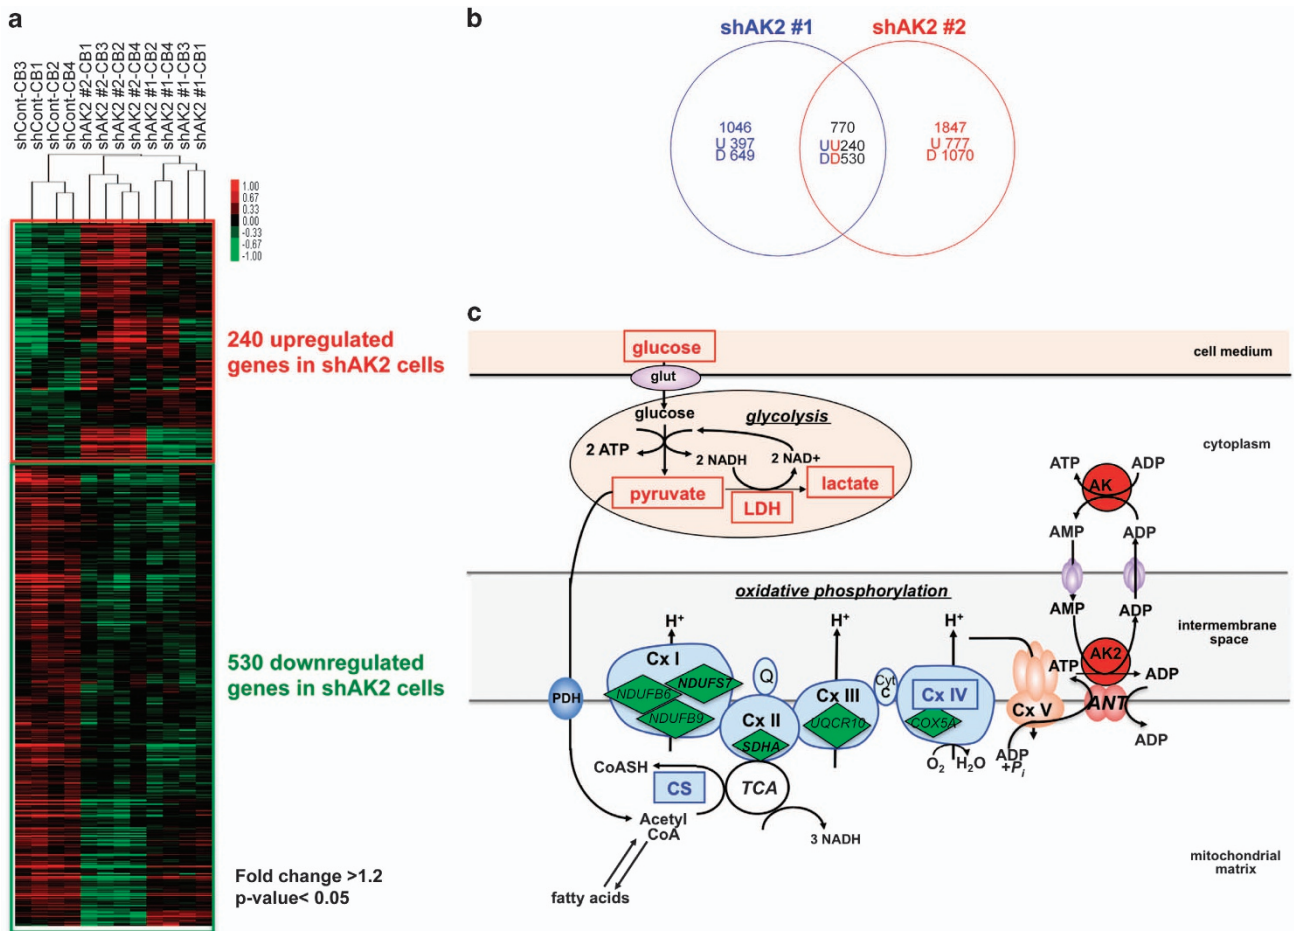 a
shCont-CB3
shCont-CB1
shCont-CB2
shCont-CB4
shAK2 #2-CB1
shAK2 #2-CB3
shAK2 #2-CB2
shAK2 #2-CB4
shAK2 #1-CB2
shAK2 #1-CB4
shAK2 #1-CB3
shAK2 #1-CB1
1.00
0.67
0.33
0.00
-0.33
-0.67
-1.00
240 upregulated
genes in shAK2 cells
530 downregulated
genes in shAK2 cells
Fold change >1.2
p-value< 0.05
b
shAK2 #1
shAK2 #2
1046
U 397
D 649
770
UU240
DD530
1847
U 777
D 1070
c
glucose
cell medium
glut
glucose
glycolysis
2 ATP
2 NADH
2 NAD+
pyruvate
LDH
lactate
cytoplasm
ATP
ADP
AK
AMP
ADP
oxidative phosphorylation
AMP
ADP
intermembrane
space
H+
H+
H+
Cx I
NDUFS7
NDUFB6
NDUFB9
Q
Cx II
SDHA
Cx III
UQCR10
Cyt
c
Cx IV
COX5A
Cx V
ATP
AK2
ADP
ANT
PDH
ADP
ADP
+Pi
O2
H2O
CoASH
CS
TCA
Acetyl
CoA
3 NADH
fatty acids
mitochondrial
matrix